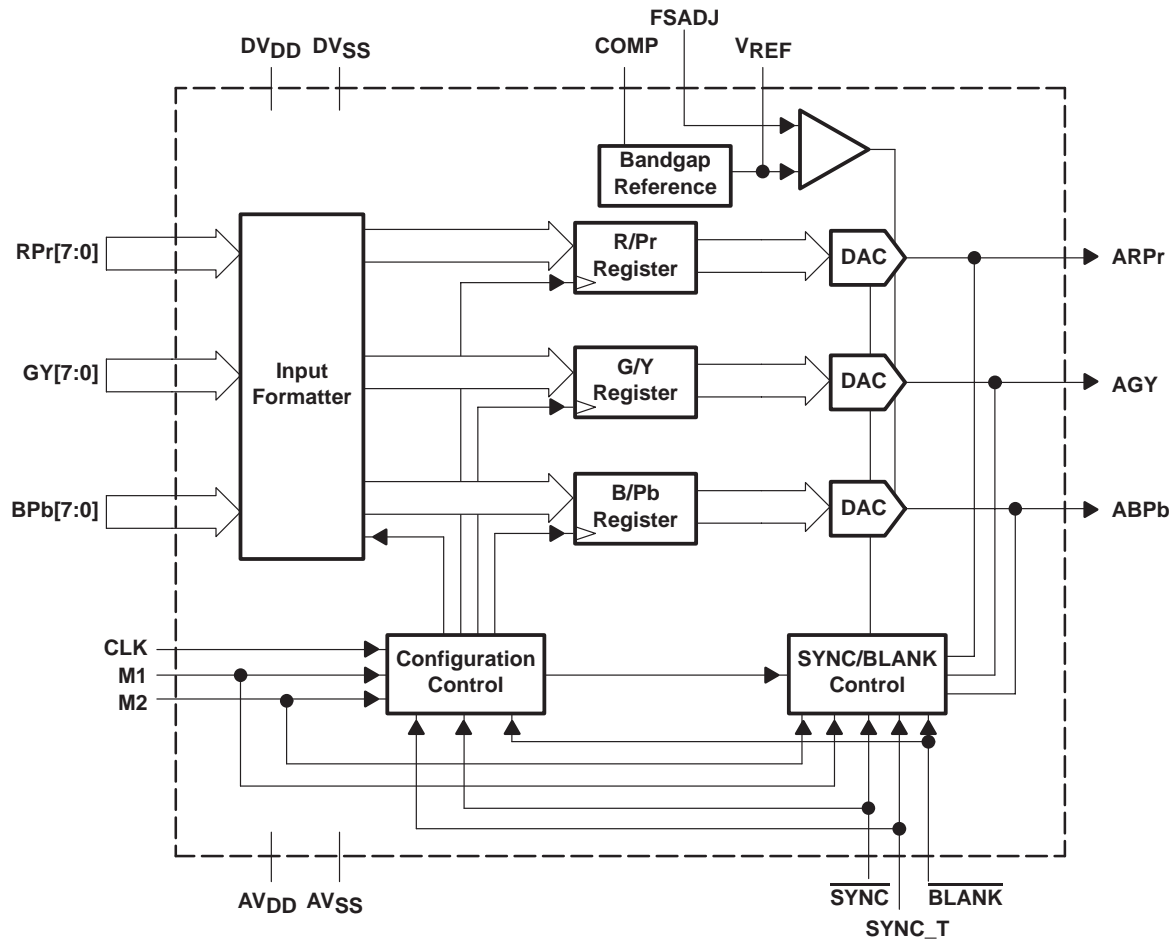 FSADJ
DVDD DVSS
COMP
VREF
Bandgap
Reference
RPr[7:0]
R/Pr
Register
DAC
ARPr
GY[7:0]
Input
Formatter
G/Y
Register
DAC
AGY
BPb[7:0]
B/Pb
Register
DAC
ABPb
CLK
M1
M2
Configuration
Control
SYNC/BLANK
Control
AVDD AVSS
SYNC
BLANK
SYNC_T